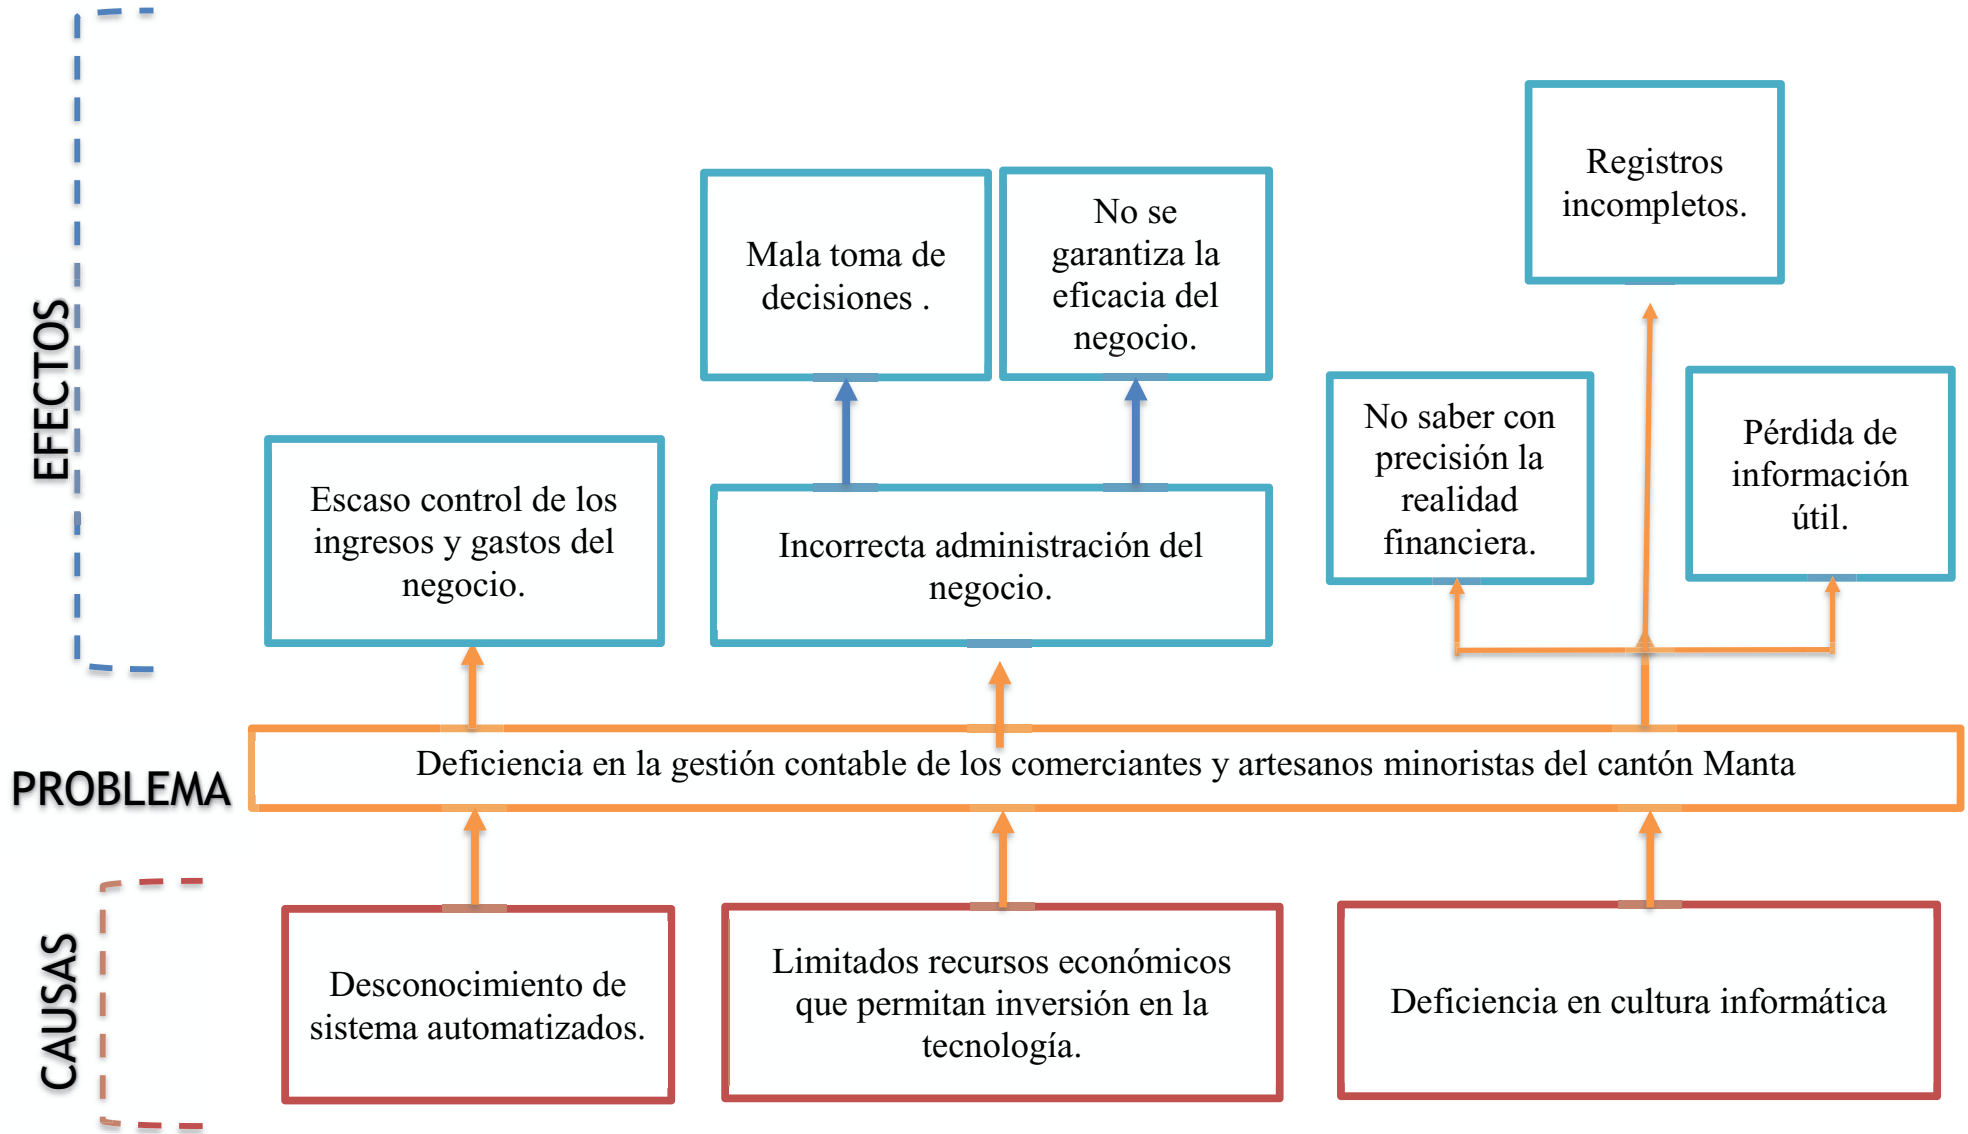 EFECTOS
Registros
incompletos.
Mala toma de
decisiones .
No se
garantiza la
eficacia del
negocio.
Escaso control de los
ingresos y gastos del
negocio.
Incorrecta administración del
negocio.
No saber con
precisión la
realidad
financiera.
Pérdida de
información
útil.
PROBLEMA
Deficiencia en la gestión contable de los comerciantes y artesanos minoristas del cantón Manta
CAUSAS
Desconocimiento de
sistema automatizados.
Limitados recursos económicos
que permitan inversión en la
tecnología.
Deficiencia en cultura informática